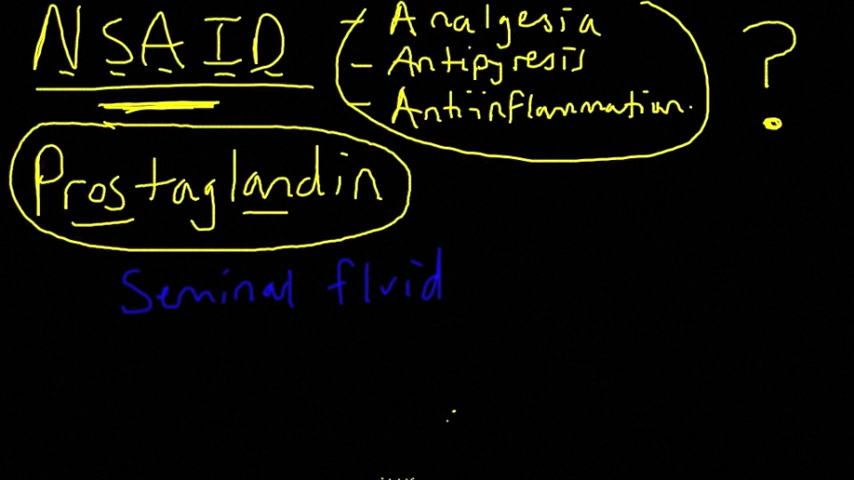 NSAID
- Analgesia
- Antipyresis
- Antiinflammation.
?
Prostaglandin
Seminal fluid